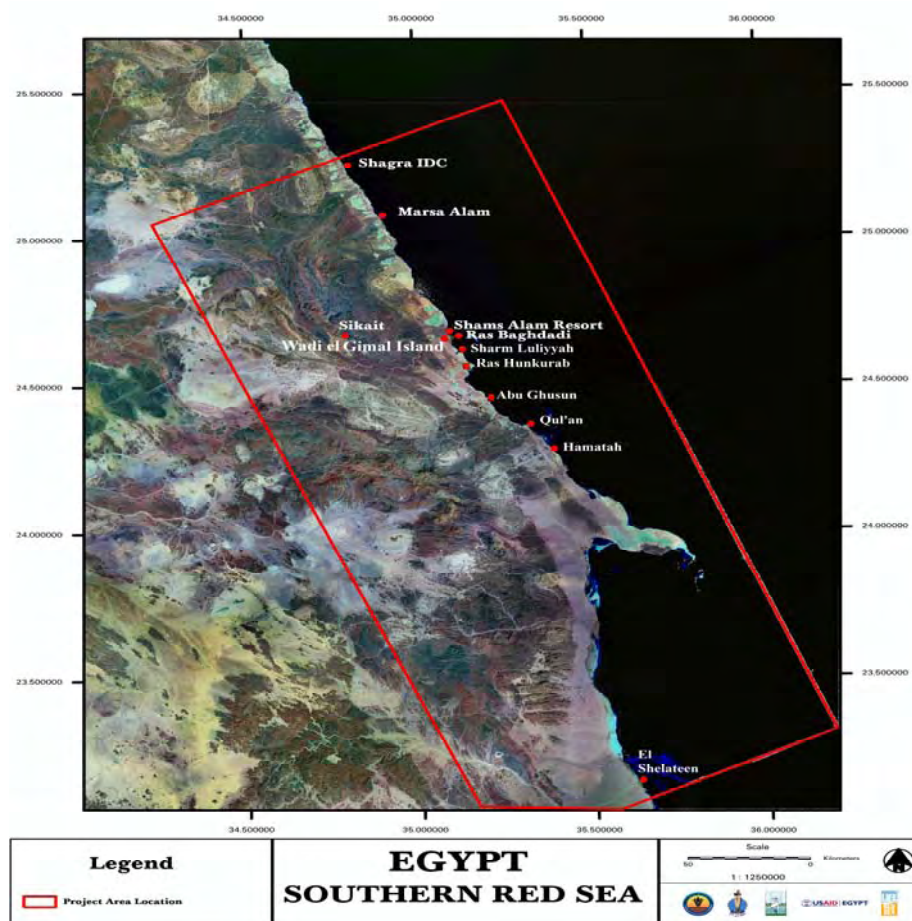 34.500000 35.000000 35.500000 36.000000
25.500000 25.500000
Shagra IDC
Marsa Alam
25.000000 25.000000
Shams Alam Resort
Sikait Ras Baghdadi
Wadi el Gimal Island Sharm Luliyyah
Ras Hunkurab
24.500000 24.500000
Abu Ghusun
Qul'an
Hamatah
24.000000 24.000000
23.500000 23.500000
El
Shelateen
34.500000 35.000000 35.500000 36.000000
Legend
Project Area Location
EGYPT
SOUTHERN RED SEA
Scale
50 0 Kilometers
1 : 1250000
USAID EGYPT